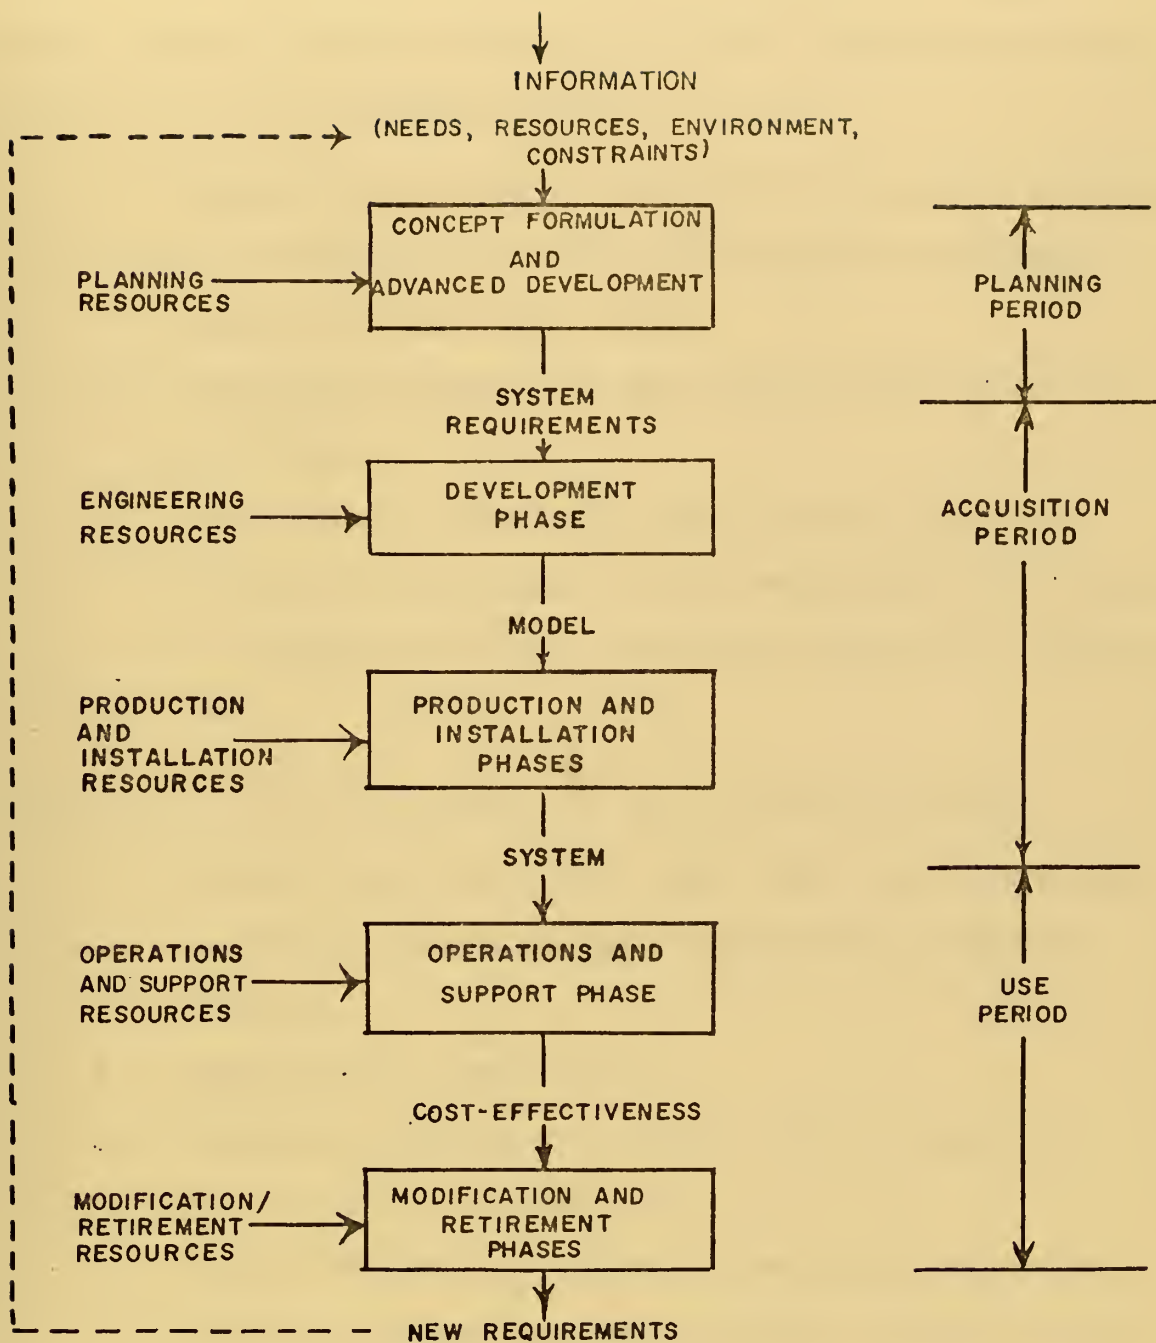 INFORMATION
(NEEDS, RESOURCES, ENVIRONMENT,
CONSTRAINTS)
CONCEPT FORMULATION
AND
ADVANCED DEVELOPMENT
PLANNING
RESOURCES
PLANNING
PERIOD
SYSTEM
REQUIREMENTS
ENGINEERING
RESOURCES
DEVELOPMENT
PHASE
ACQUISITION
PERIOD
MODEL
PRODUCTION
AND
INSTALLATION
RESOURCES
PRODUCTION AND
INSTALLATION
PHASES
SYSTEM
OPERATIONS
AND SUPPORT
RESOURCES
OPERATIONS AND
SUPPORT PHASE
USE
PERIOD
COST-EFFECTIVENESS
MODIFICATION/
RETIREMENT
RESOURCES
MODIFICATION AND
RETIREMENT
PHASES
NEW REQUIREMENTS